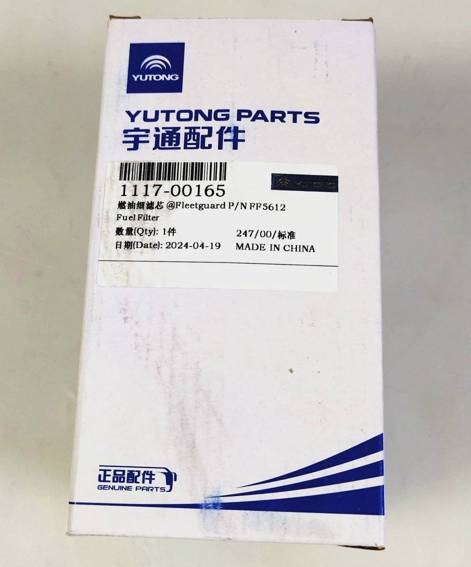 YUTONG
YUTONG PARTS
宇通配件
1117-00165
燃油细滤芯 @Fleetguard P/N FF5612
Fuel Filter
数量(Qty): 1件 247/00/标准
日期(Date): 2024-04-19 MADE IN CHINA
正品配件
GENUINE PARTS